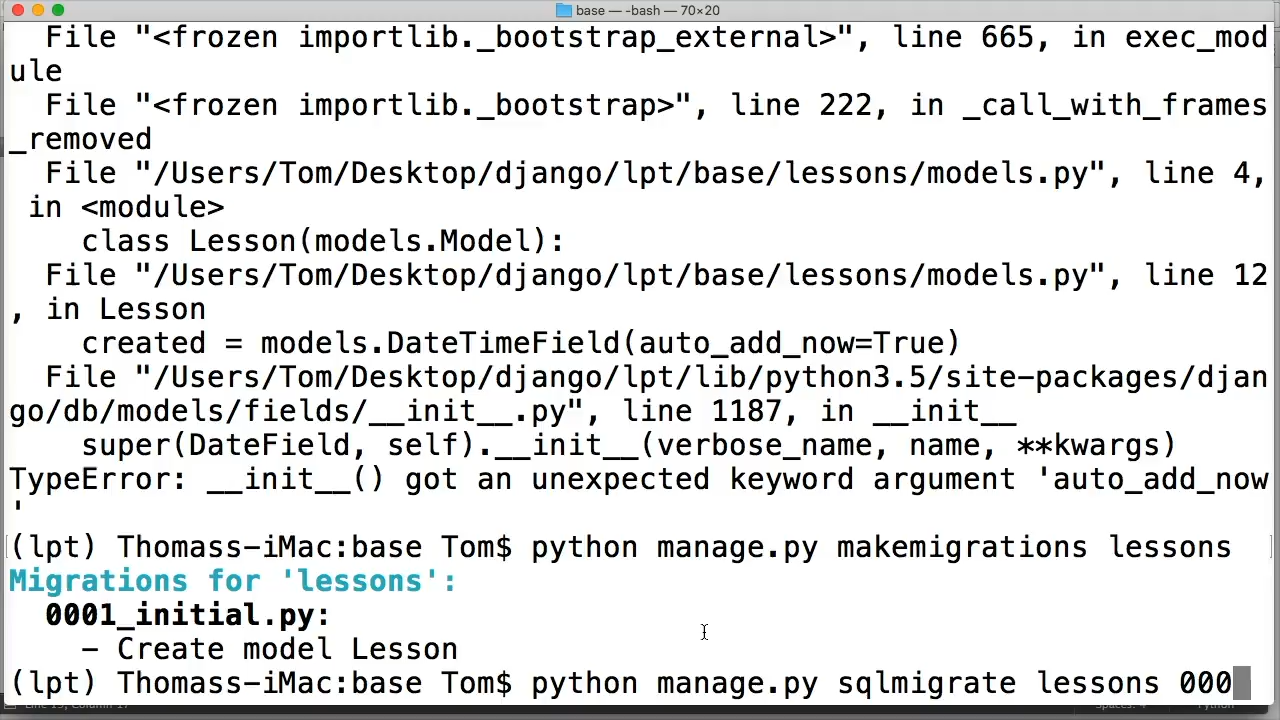 base — -bash — 70×20
File "<frozen importlib._bootstrap_external>", line 665, in exec_mod
ule
File "<frozen importlib._bootstrap>", line 222, in _call_with_frames
_removed
File "/Users/Tom/Desktop/django/lpt/base/lessons/models.py", line 4,
in <module>
class Lesson(models.Model):
File "/Users/Tom/Desktop/django/lpt/base/lessons/models.py", line 12
, in Lesson
created = models.DateTimeField(auto_add_now=True)
File "/Users/Tom/Desktop/django/lpt/lib/python3.5/site-packages/djan
go/db/models/fields/__init__.py", line 1187, in __init__
super(DateField, self).__init__(verbose_name, name, **kwargs)
TypeError: __init__() got an unexpected keyword argument 'auto_add_now
'
(lpt) Thomass-iMac:base Tom$ python manage.py makemigrations lessons
Migrations for 'lessons':
0001_initial.py:
- Create model Lesson
(lpt) Thomass-iMac:base Tom$ python manage.py sqlmigrate lessons 000